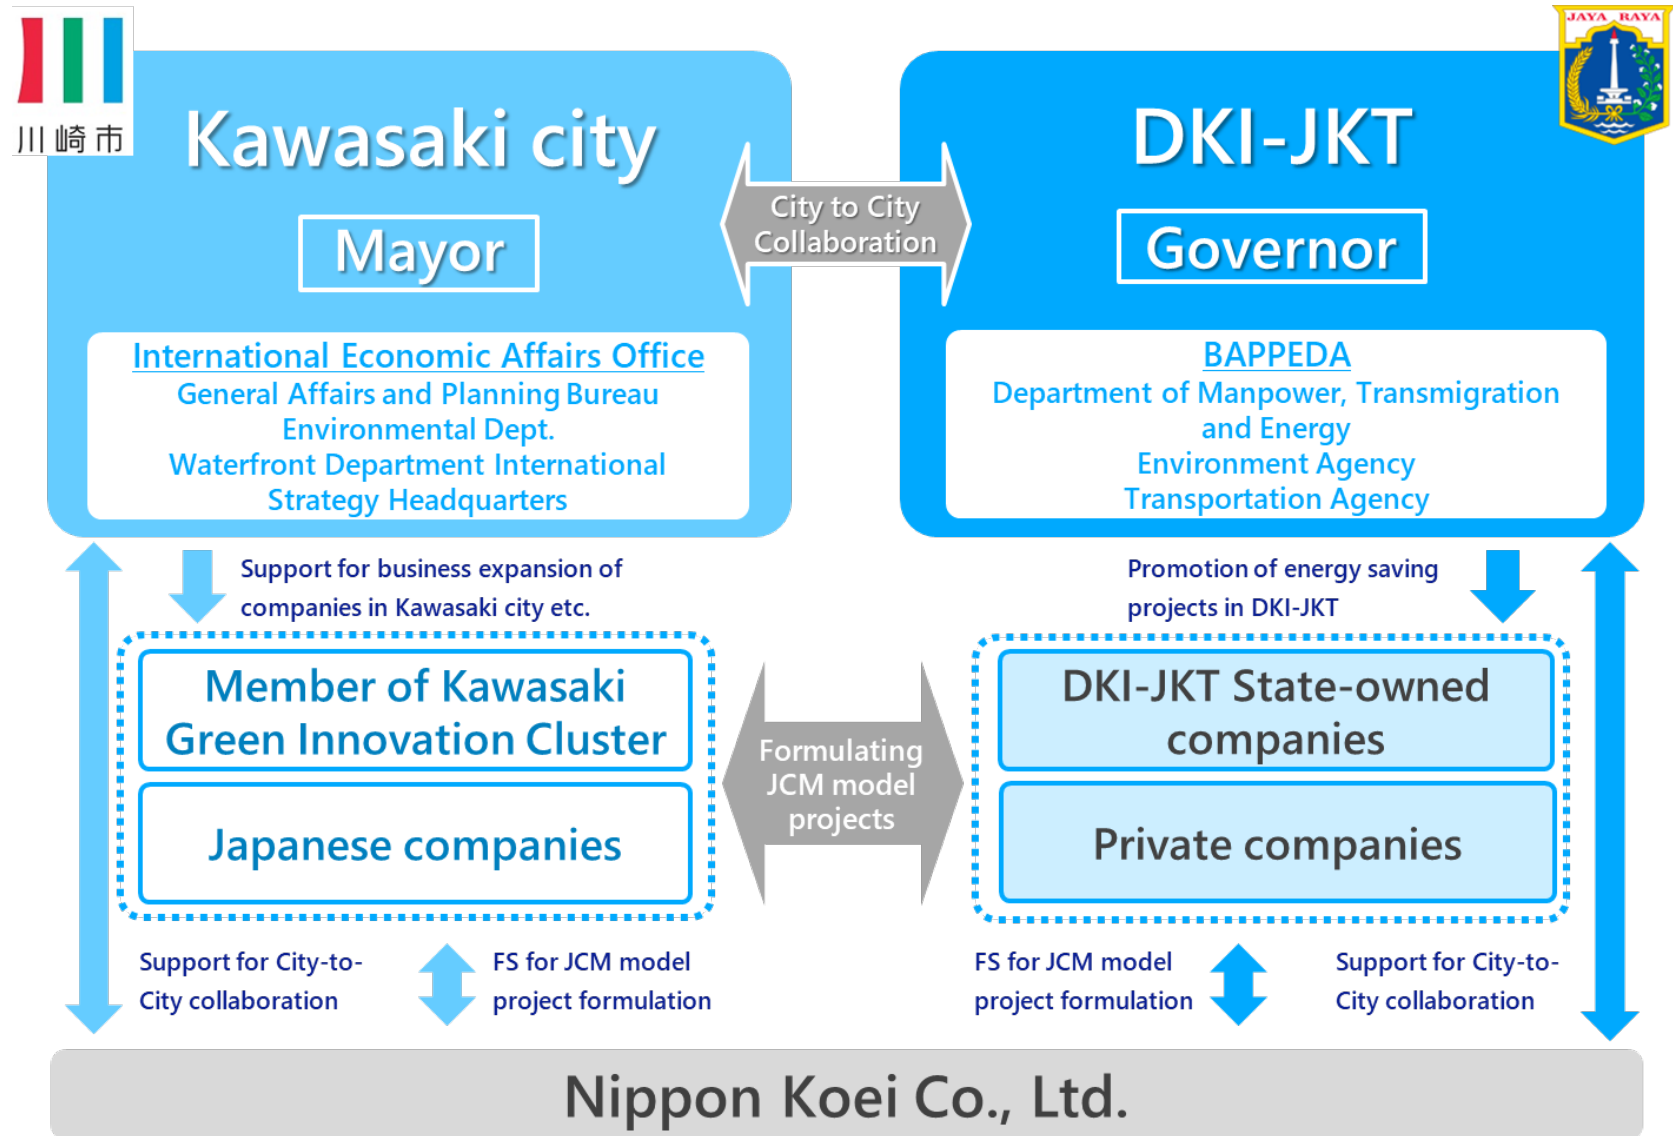 川崎市
JAYA RAYA
Kawasaki city
Mayor
International Economic Affairs Office
General Affairs and Planning Bureau
Environmental Dept.
Waterfront Department International
Strategy Headquarters
City to City
Collaboration
DKI-JKT
Governor
BAPPEDA
Department of Manpower, Transmigration
and Energy
Environment Agency
Transportation Agency
Support for business expansion of
companies in Kawasaki city etc.
Promotion of energy saving
projects in DKI-JKT
Member of Kawasaki
Green Innovation Cluster
Japanese companies
Formulating
JCM model
projects
DKI-JKT State-owned
companies
Private companies
Support for City-to-
City collaboration
FS for JCM model
project formulation
FS for JCM model
project formulation
Support for City-to-
City collaboration
Nippon Koei Co., Ltd.